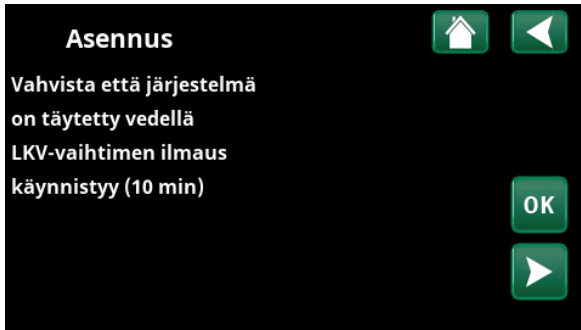 Asennus
Vahvista että järjestelmä
on täytetty vedellä
LKV-vaihtimen ilmaus
käynnistyy (10 min)
OK